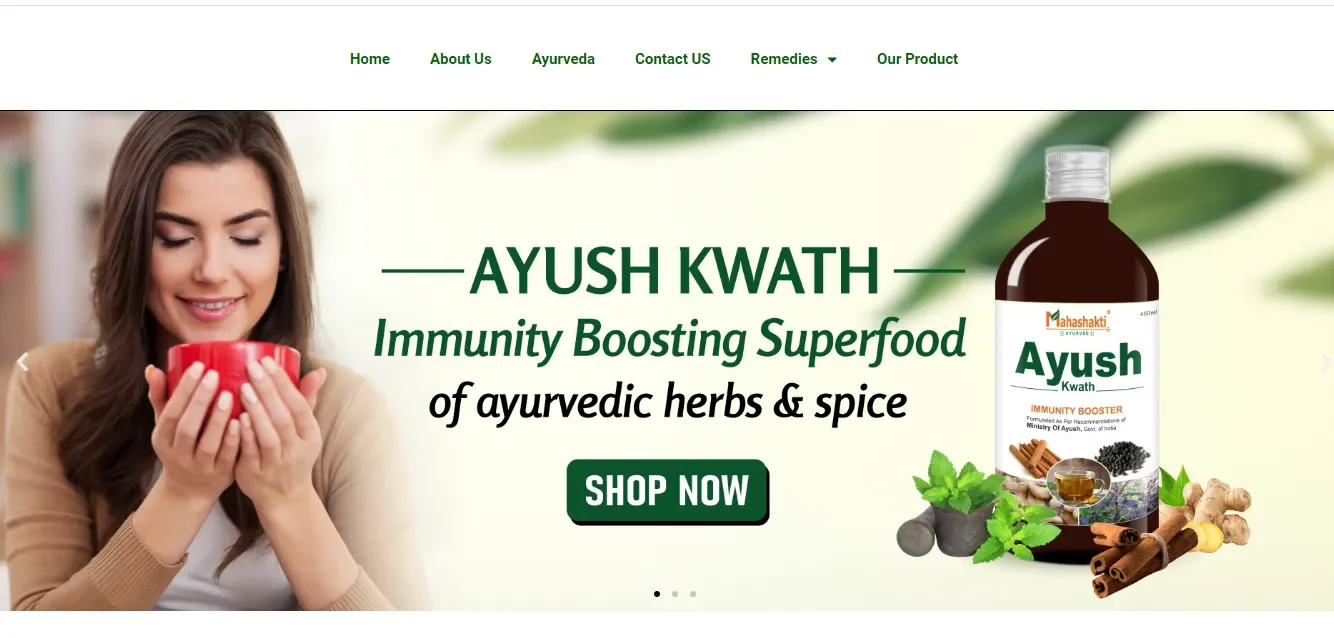 Home About Us Ayurveda Contact US Remedies Our Product
AYUSH KWATH
Immunity Boosting Superfood
of ayurvedic herbs & spice
SHOP NOW
450 ml
Mahashakti
AYURVED
Ayush
Kwath
IMMUNITY BOOSTER
Formulated As Per Recommendations of
Ministry Of Ayush, Govt. of India